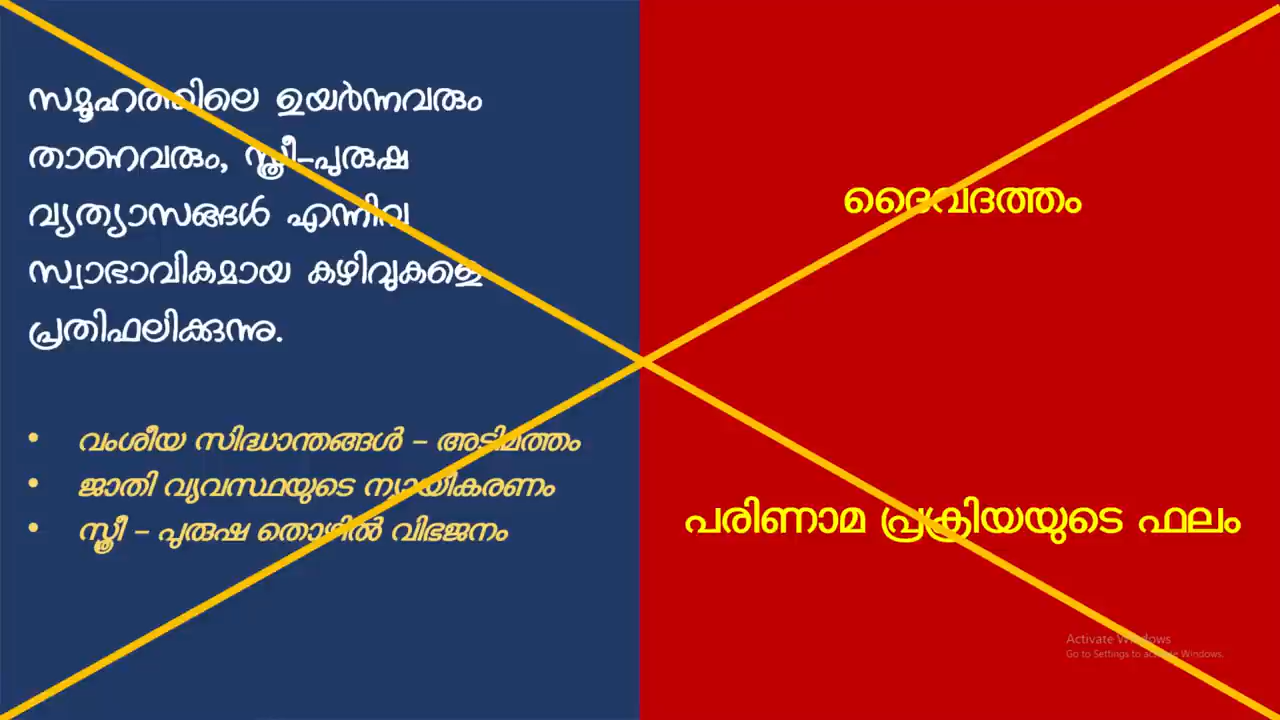 സമൂഹത്തിലെ ഉയർന്നവരും
താണവരും, സ്ത്രീ-പുരുഷ
വ്യത്യാസങ്ങൾ എന്നിവ
സ്വാഭാവികമായ കഴിവുകളെ
പ്രതിഫലിക്കുന്നു.
• വംശീയ സിദ്ധാന്തങ്ങൾ – അടിമത്തം
• ജാതി വ്യവസ്ഥയുടെ ന്യായീകരണം
• സ്ത്രീ – പുരുഷ തൊഴിൽ വിഭജനം
ദൈവദത്തം
പരിണാമ പ്രക്രിയയുടെ ഫലം
Activate Windows
Go to Settings to activate Windows.